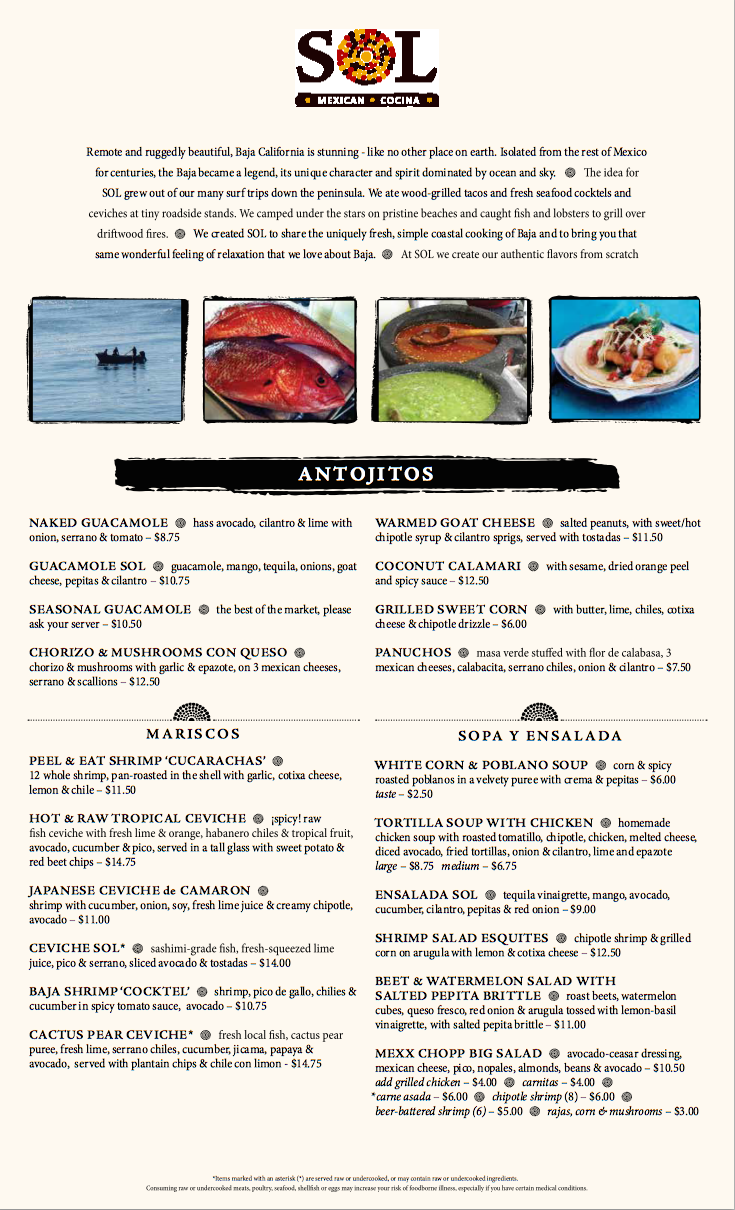 SOL
MEXICAN • COCINA
Remote and ruggedly beautiful, Baja California is stunning - like no other place on earth. Isolated from the rest of Mexico
for centuries, the Baja became a legend, its unique character and spirit dominated by ocean and sky. The idea for
SOL grew out of our many surf trips down the peninsula. We ate wood-grilled tacos and fresh seafood cocktels and
ceviches at tiny roadside stands. We camped under the stars on pristine beaches and caught fish and lobsters to grill over
driftwood fires. We created SOL to share the uniquely fresh, simple coastal cooking of Baja and to bring you that
same wonderful feeling of relaxation that we love about Baja. At SOL we create our authentic flavors from scratch
ANTOJITOS
NAKED GUACAMOLE hass avocado, cilantro & lime with
onion, serrano & tomato – $8.75
GUACAMOLE SOL guacamole, mango, tequila, onions, goat
cheese, pepitas & cilantro – $10.75
SEASONAL GUACAMOLE the best of the market, please
ask your server – $10.50
CHORIZO & MUSHROOMS CON QUESO
chorizo & mushrooms with garlic & epazote, on 3 mexican cheeses,
serrano & scallions – $12.50
WARMED GOAT CHEESE salted peanuts, with sweet/hot
chipotle syrup & cilantro sprigs, served with tostadas – $11.50
COCONUT CALAMARI with sesame, dried orange peel
and spicy sauce – $12.50
GRILLED SWEET CORN with butter, lime, chiles, cotixa
cheese & chipotle drizzle – $6.00
PANUCHOS masa verde stuffed with flor de calabasa, 3
mexican cheeses, calabacita, serrano chiles, onion & cilantro – $7.50
MARISCOS
PEEL & EAT SHRIMP ‘CUCARACHAS’
12 whole shrimp, pan-roasted in the shell with garlic, cotixa cheese,
lemon & chile – $11.50
HOT & RAW TROPICAL CEVICHE ¡spicy! raw
fish ceviche with fresh lime & orange, habanero chiles & tropical fruit,
avocado, cucumber & pico, served in a tall glass with sweet potato &
red beet chips – $14.75
JAPANESE CEVICHE de CAMARON
shrimp with cucumber, onion, soy, fresh lime juice & creamy chipotle,
avocado – $11.00
CEVICHE SOL* sashimi-grade fish, fresh-squeezed lime
juice, pico & serrano, sliced avocado & tostadas – $14.00
BAJA SHRIMP ‘COCKTEL’ shrimp, pico de gallo, chilies &
cucumber in spicy tomato sauce, avocado – $10.75
CACTUS PEAR CEVICHE* fresh local fish, cactus pear
puree, fresh lime, serrano chiles, cucumber, jicama, papaya &
avocado, served with plantain chips & chile con limon - $14.75
SOPA Y ENSALADA
WHITE CORN & POBLANO SOUP corn & spicy
roasted poblanos in a velvety puree with crema & pepitas – $6.00
taste – $2.50
TORTILLA SOUP WITH CHICKEN homemade
chicken soup with roasted tomatillo, chipotle, chicken, melted cheese,
diced avocado, fried tortillas, onion & cilantro, lime and epazote
large – $8.75 medium – $6.75
ENSALADA SOL tequila vinaigrette, mango, avocado,
cucumber, cilantro, pepitas & red onion – $9.00
SHRIMP SALAD ESQUITES chipotle shrimp & grilled
corn on arugula with lemon & cotixa cheese – $12.50
BEET & WATERMELON SALAD WITH
SALTED PEPITA BRITTLE roast beets, watermelon
cubes, queso fresco, red onion & arugula tossed with lemon-basil
vinaigrette, with salted pepita brittle – $11.00
MEXX CHOPP BIG SALAD avocado-ceasar dressing,
mexican cheese, pico, nopales, almonds, beans & avocado – $10.50
add grilled chicken – $4.00 carnitas – $4.00
*carne asada – $6.00 chipotle shrimp (8) – $6.00
beer-battered shrimp (6) – $5.00 rajas, corn & mushrooms – $3.00
*Items marked with an asterisk (*) are served raw or undercooked, or may contain raw or undercooked ingredients.
Consuming raw or undercooked meats, poultry, seafood, shellfish or eggs may increase your risk of foodborne illness, especially if you have certain medical conditions.